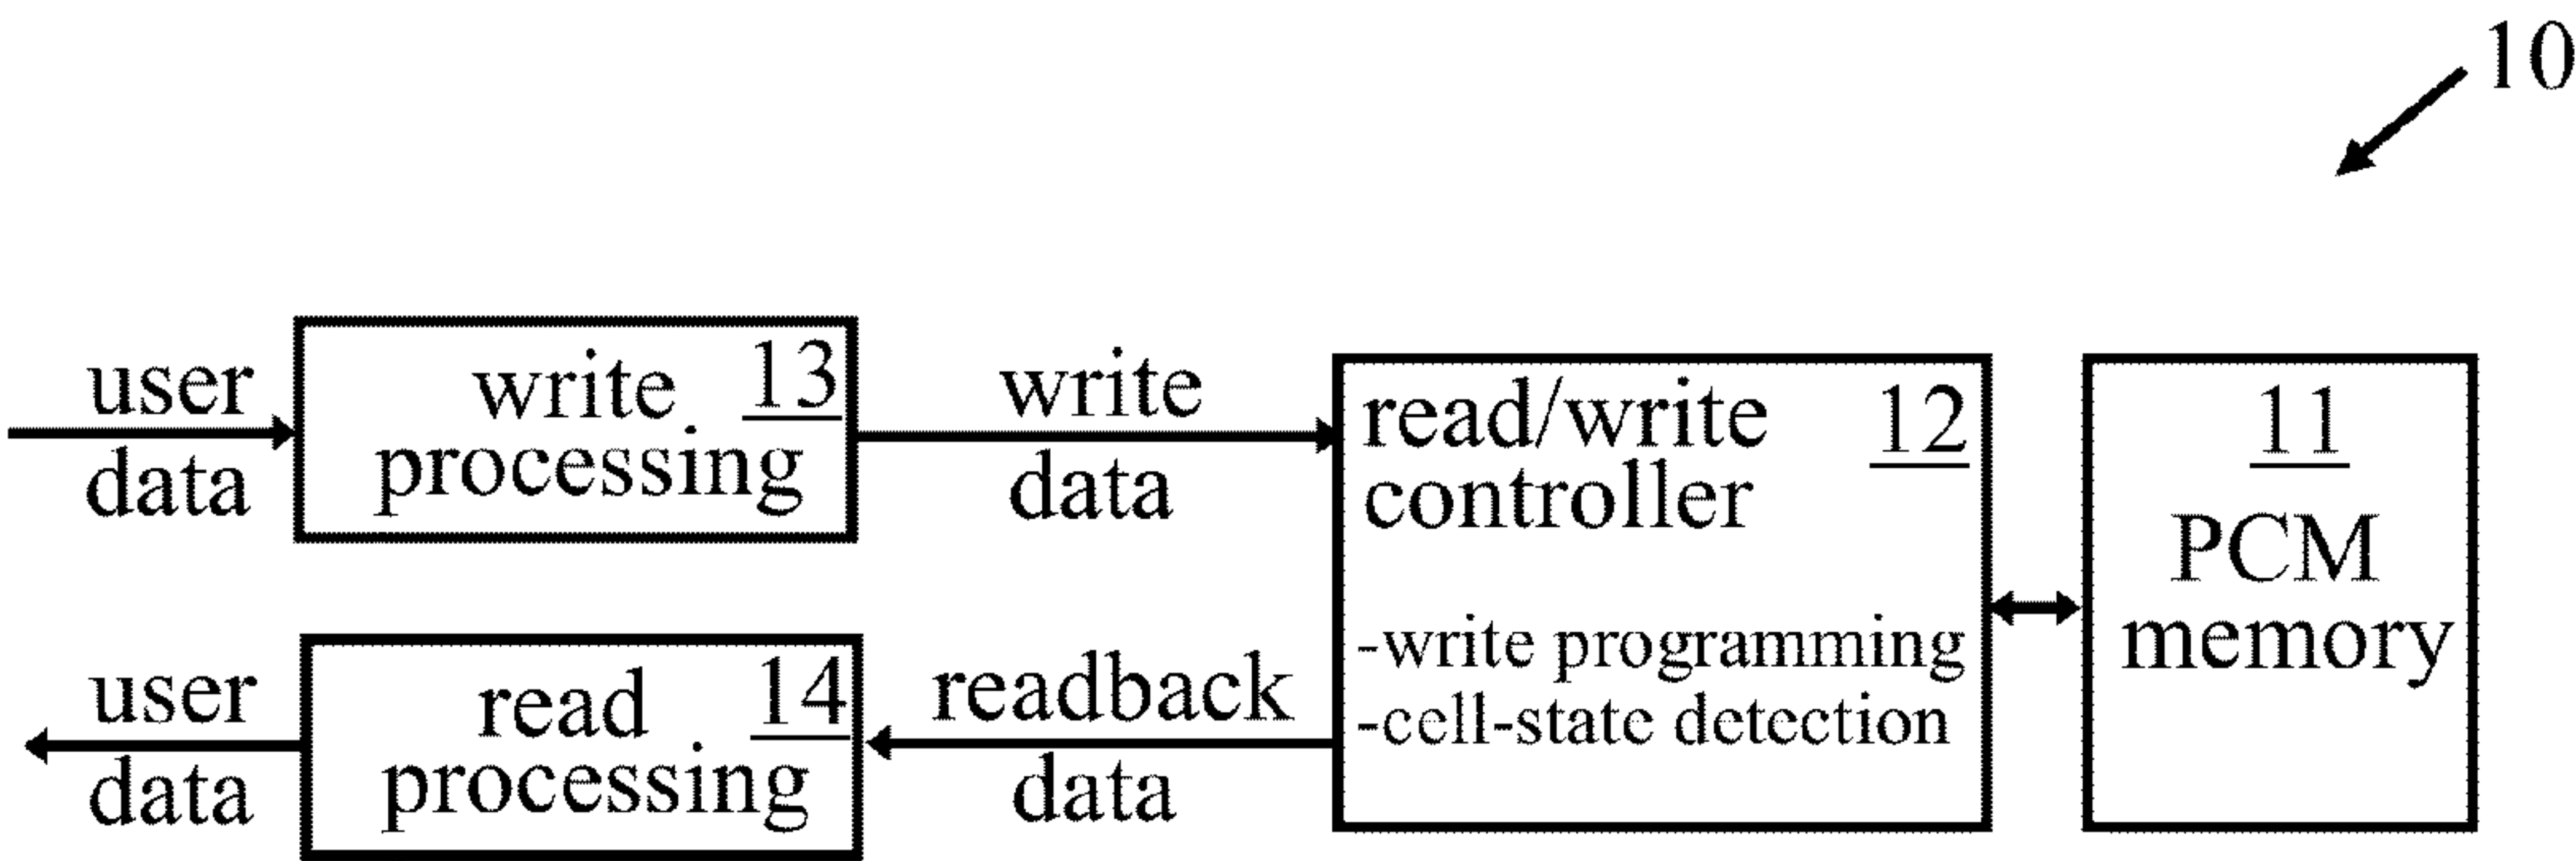 10
user
data
write 13
processing
write
data
read/write 12
controller
-write programming
-cell-state detection
11
PCM
memory
user
data
read 14
processing
readback
data